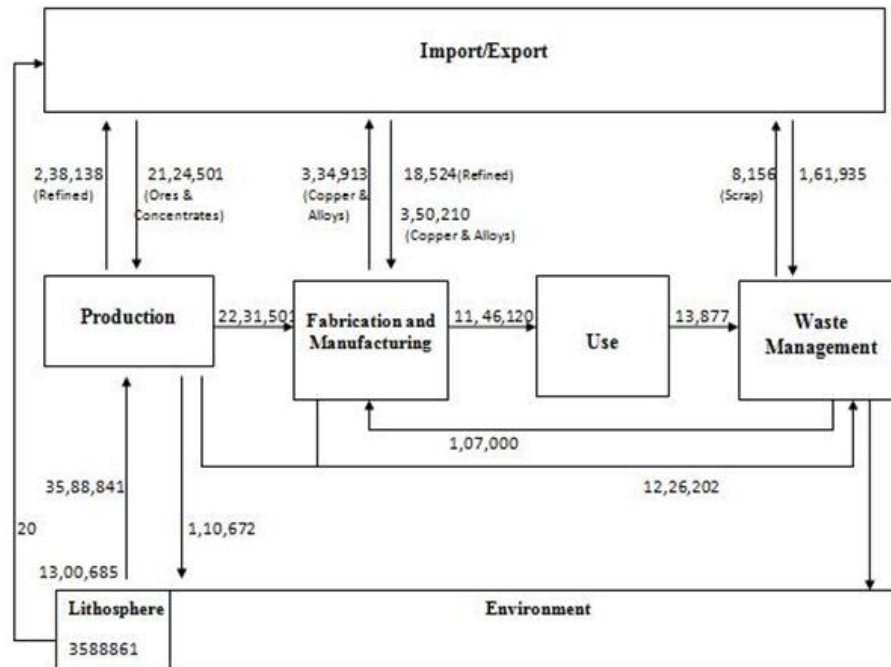 Import/Export
2,38,138
(Refined)
21,24,501
(Ores &
Concentrates)
3,34,913
(Copper &
Alloys)
18,524(Refined)
3,50,210
(Copper & Alloys)
8,156
(Scrap)
1,61,935
Production
22,31,501
Fabrication and
Manufacturing
11, 46,120
Use
13,877
Waste
Management
1,07,000
35,88,841
12,26,202
20
1,10,672
13,00,685
Lithosphere
Environment
3588861